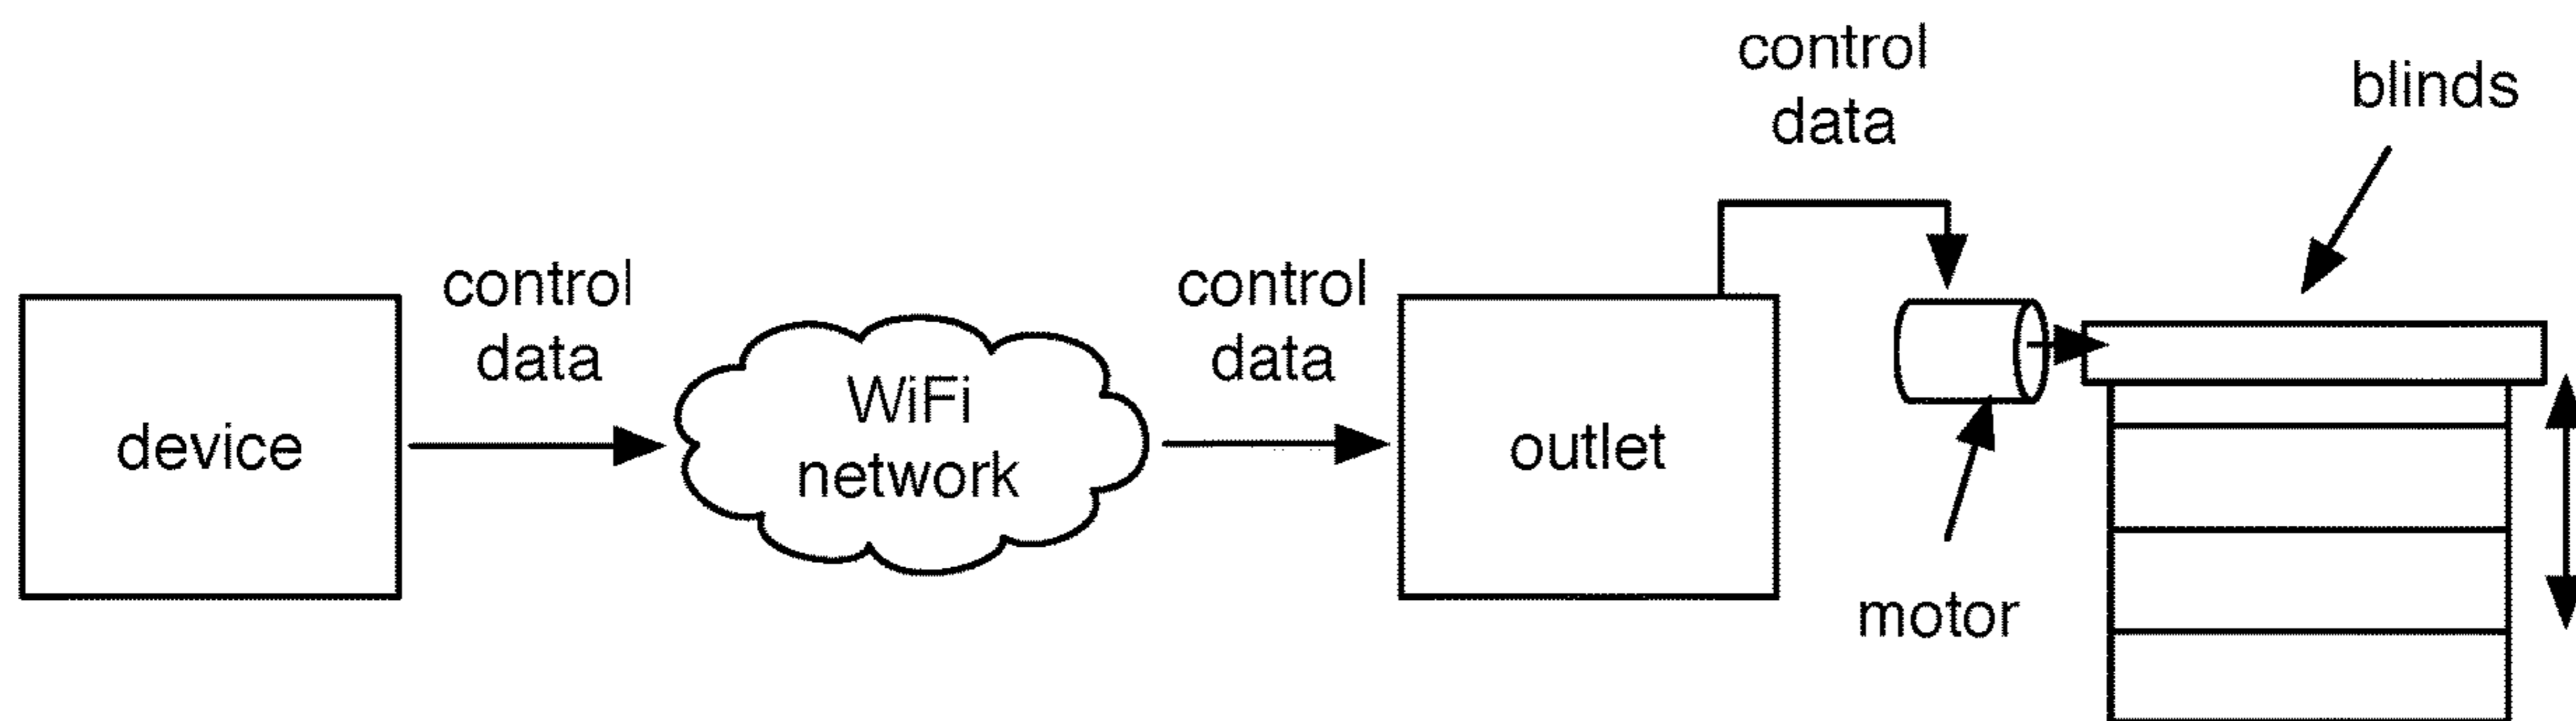 device
control
data
WiFi
network
control
data
outlet
control
data
motor
blinds